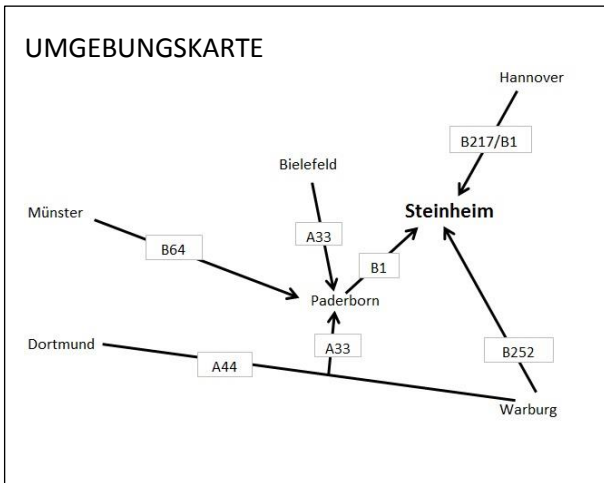 UMGEBUNGSKARTE
Hannover
B217/B1
Bielefeld
Münster
Steinheim
A33
B64
B1
Paderborn
Dortmund
A33
B252
A44
Warburg